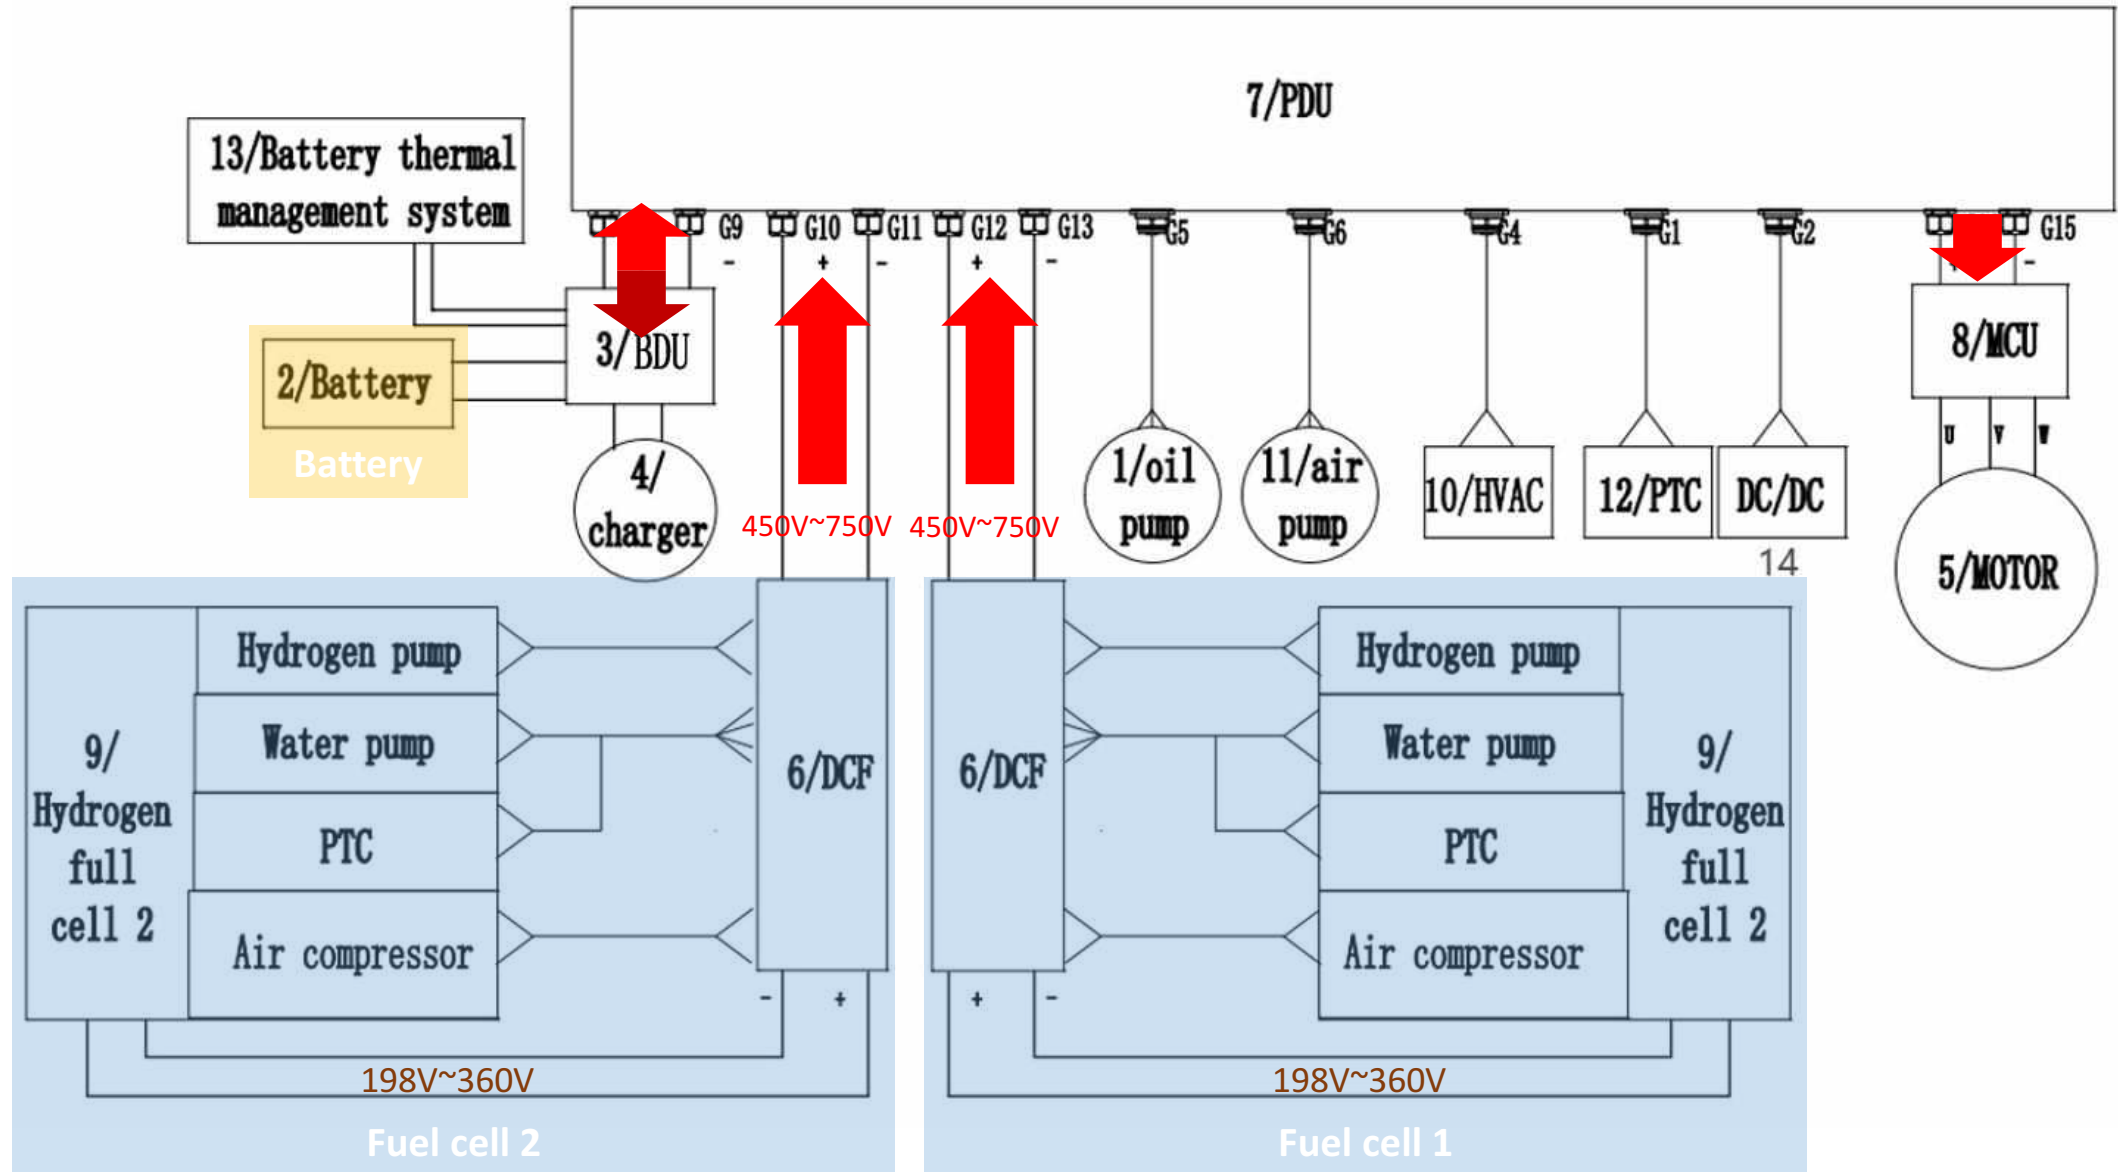 7/PDU
13/Battery thermal
management system
G9
G10
G11
G12
G13
G5
G6
G4
G1
G2
G15
-
+
-
+
-
-
2/Battery
Battery
3/BDU
4/
charger
450V~750V
450V~750V
1/oil
pump
11/air
pump
10/HVAC
12/PTC
DC/DC
14
8/MCU
U
V
W
5/MOTOR
9/
Hydrogen
full
cell 2
Hydrogen pump
Water pump
PTC
Air compressor
6/DCF
-
+
198V~360V
Fuel cell 2
6/DCF
+
-
Hydrogen pump
Water pump
PTC
Air compressor
9/
Hydrogen
full
cell 2
198V~360V
Fuel cell 1